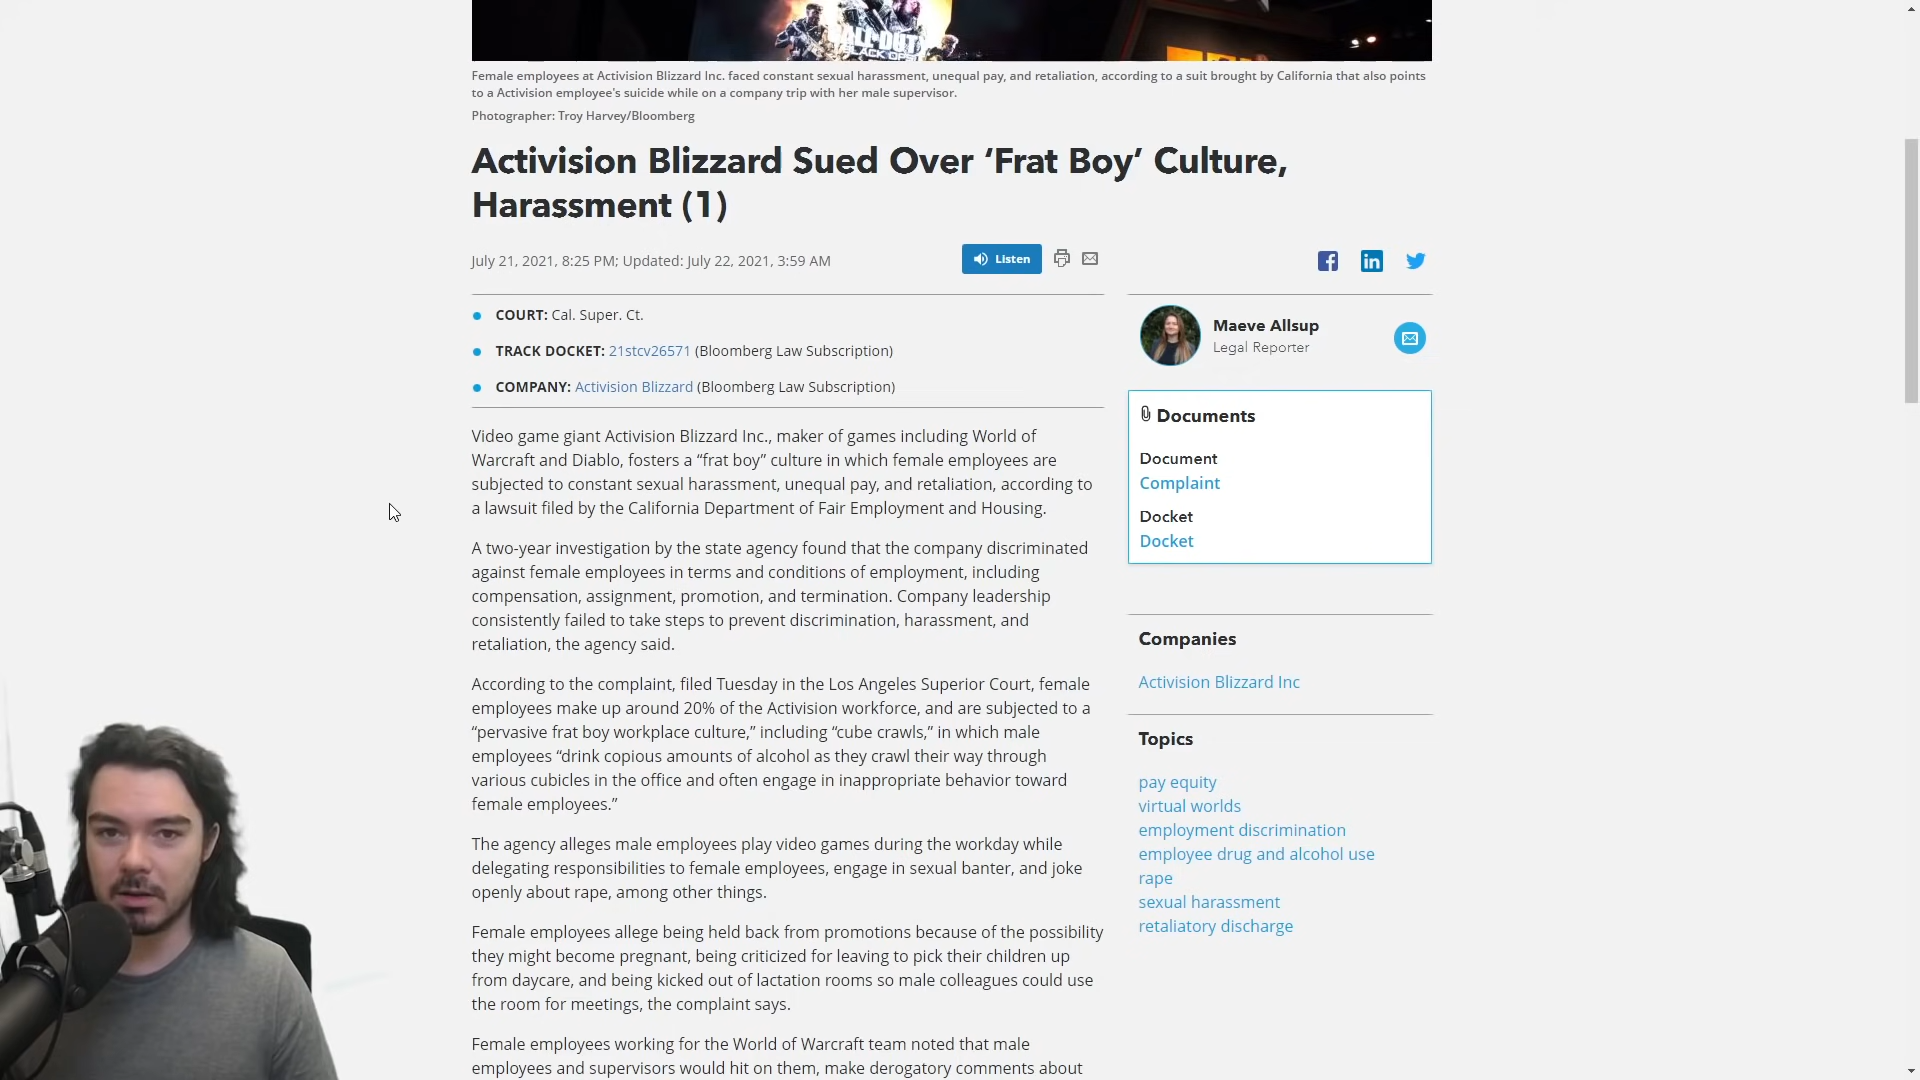 CALL·DUTY
BLACK OPS
Female employees at Activision Blizzard Inc. faced constant sexual harassment, unequal pay, and retaliation, according to a suit brought by California that also points
to a Activision employee's suicide while on a company trip with her male supervisor.
Photographer: Troy Harvey/Bloomberg
Activision Blizzard Sued Over ‘Frat Boy’ Culture,
Harassment (1)
July 21, 2021, 8:25 PM; Updated: July 22, 2021, 3:59 AM
Listen
COURT: Cal. Super. Ct.
TRACK DOCKET: 21stcv26571 (Bloomberg Law Subscription)
COMPANY: Activision Blizzard (Bloomberg Law Subscription)
Video game giant Activision Blizzard Inc., maker of games including World of
Warcraft and Diablo, fosters a “frat boy” culture in which female employees are
subjected to constant sexual harassment, unequal pay, and retaliation, according to
a lawsuit filed by the California Department of Fair Employment and Housing.
A two-year investigation by the state agency found that the company discriminated
against female employees in terms and conditions of employment, including
compensation, assignment, promotion, and termination. Company leadership
consistently failed to take steps to prevent discrimination, harassment, and
retaliation, the agency said.
According to the complaint, filed Tuesday in the Los Angeles Superior Court, female
employees make up around 20% of the Activision workforce, and are subjected to a
“pervasive frat boy workplace culture,” including “cube crawls,” in which male
employees “drink copious amounts of alcohol as they crawl their way through
various cubicles in the office and often engage in inappropriate behavior toward
female employees.”
The agency alleges male employees play video games during the workday while
delegating responsibilities to female employees, engage in sexual banter, and joke
openly about rape, among other things.
Female employees allege being held back from promotions because of the possibility
they might become pregnant, being criticized for leaving to pick their children up
from daycare, and being kicked out of lactation rooms so male colleagues could use
the room for meetings, the complaint says.
Female employees working for the World of Warcraft team noted that male
employees and supervisors would hit on them, make derogatory comments about
Maeve Allsup
Legal Reporter
Documents
Document
Complaint
Docket
Docket
Companies
Activision Blizzard Inc
Topics
pay equity
virtual worlds
employment discrimination
employee drug and alcohol use
rape
sexual harassment
retaliatory discharge